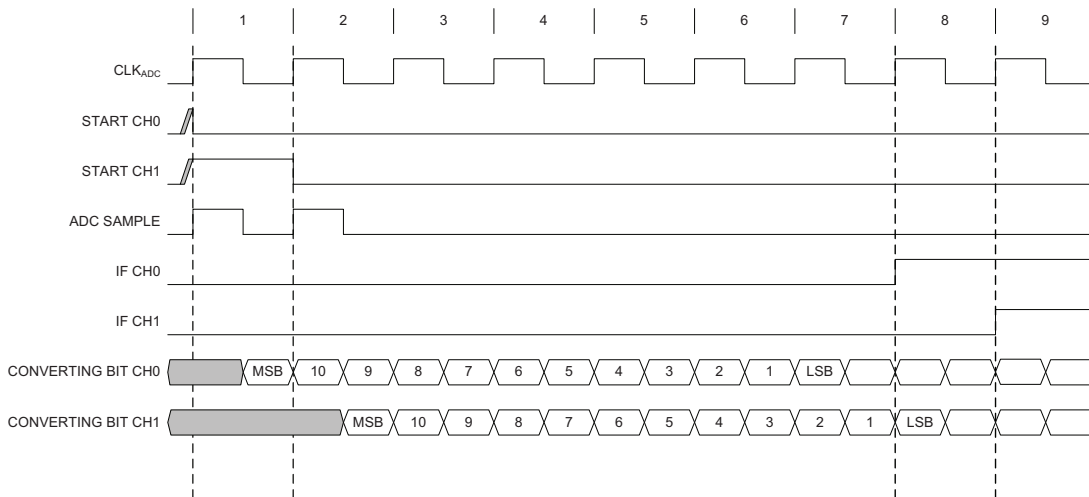 1 2 3 4 5 6 7 8 9
CLKADC
START CH0
START CH1
ADC SAMPLE
IF CH0
IF CH1
CONVERTING BIT CH0 MSB 10 9 8 7 6 5 4 3 2 1 LSB
CONVERTING BIT CH1 MSB 10 9 8 7 6 5 4 3 2 1 LSB